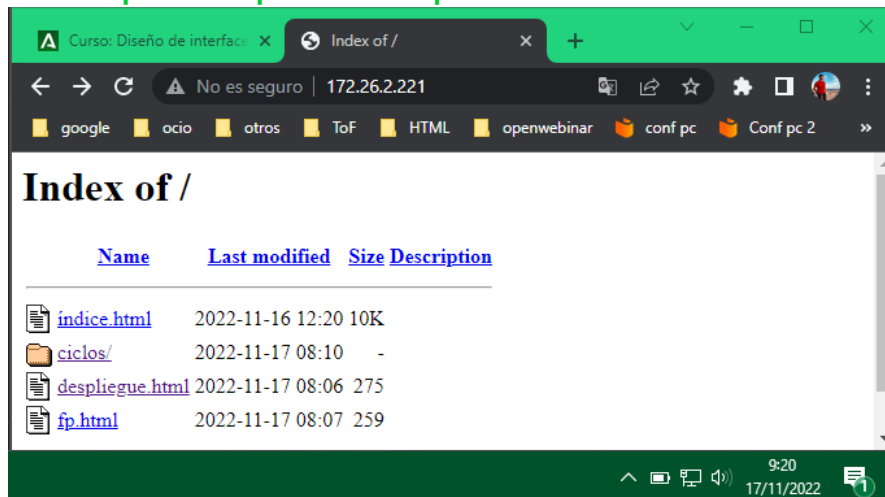 Curso: Diseño de interface
Index of /
No es seguro | 172.26.2.221
google ocio otros ToF HTML openwebinar conf pc Conf pc 2 »
Index of /
Name Last modified Size Description
índice.html 2022-11-16 12:20 10K
ciclos/ 2022-11-17 08:10 -
despliegue.html 2022-11-17 08:06 275
fp.html 2022-11-17 08:07 259
9:20
17/11/2022
1